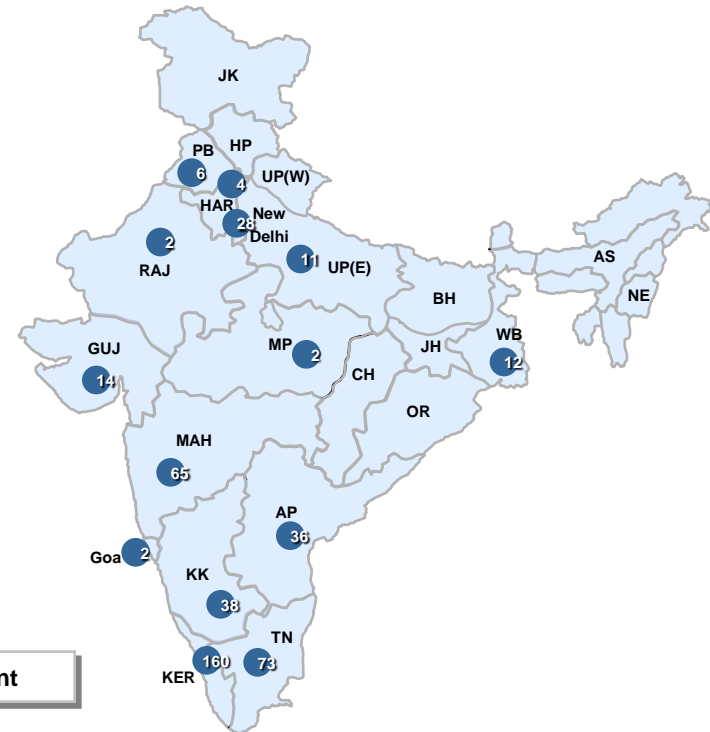 JK
HP
PB
6
4
UP(W)
HAR
New
28
Delhi
2
RAJ
11
UP(E)
AS
NE
BH
WB
12
MP
2
JH
GUJ
14
CH
OR
MAH
65
AP
36
Goa
2
KK
38
TN
160
73
KER
nt